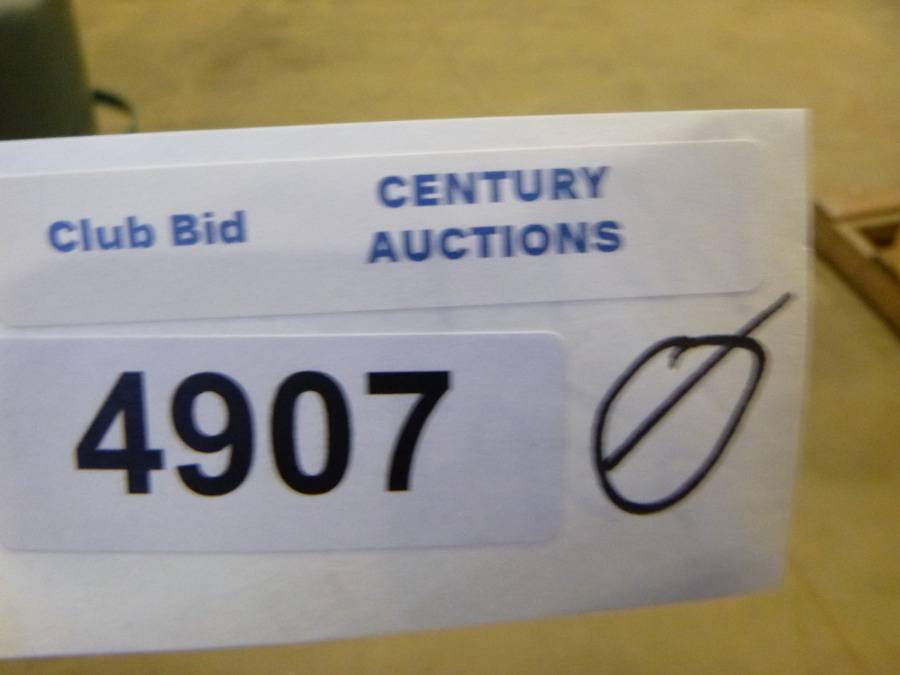 Club Bid
CENTURY
AUCTIONS
4907
Ø